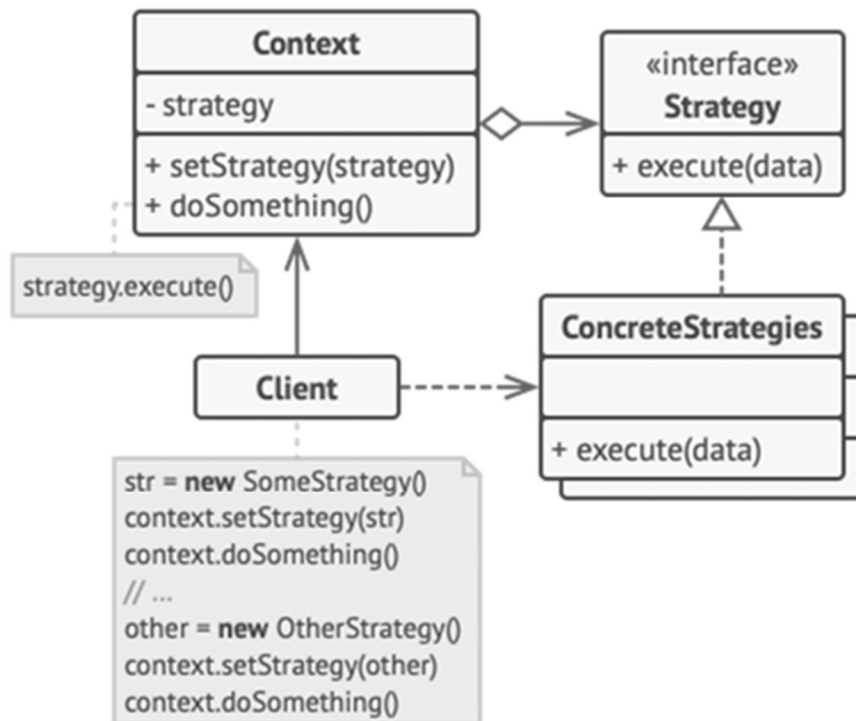 Context
- strategy
+ setStrategy(strategy)
+ doSomething()
«interface»
Strategy
+ execute(data)
strategy.execute()
ConcreteStrategies
+ execute(data)
Client
str = new SomeStrategy()
context.setStrategy(str)
context.doSomething()
// ...
other = new OtherStrategy()
context.setStrategy(other)
context.doSomething()